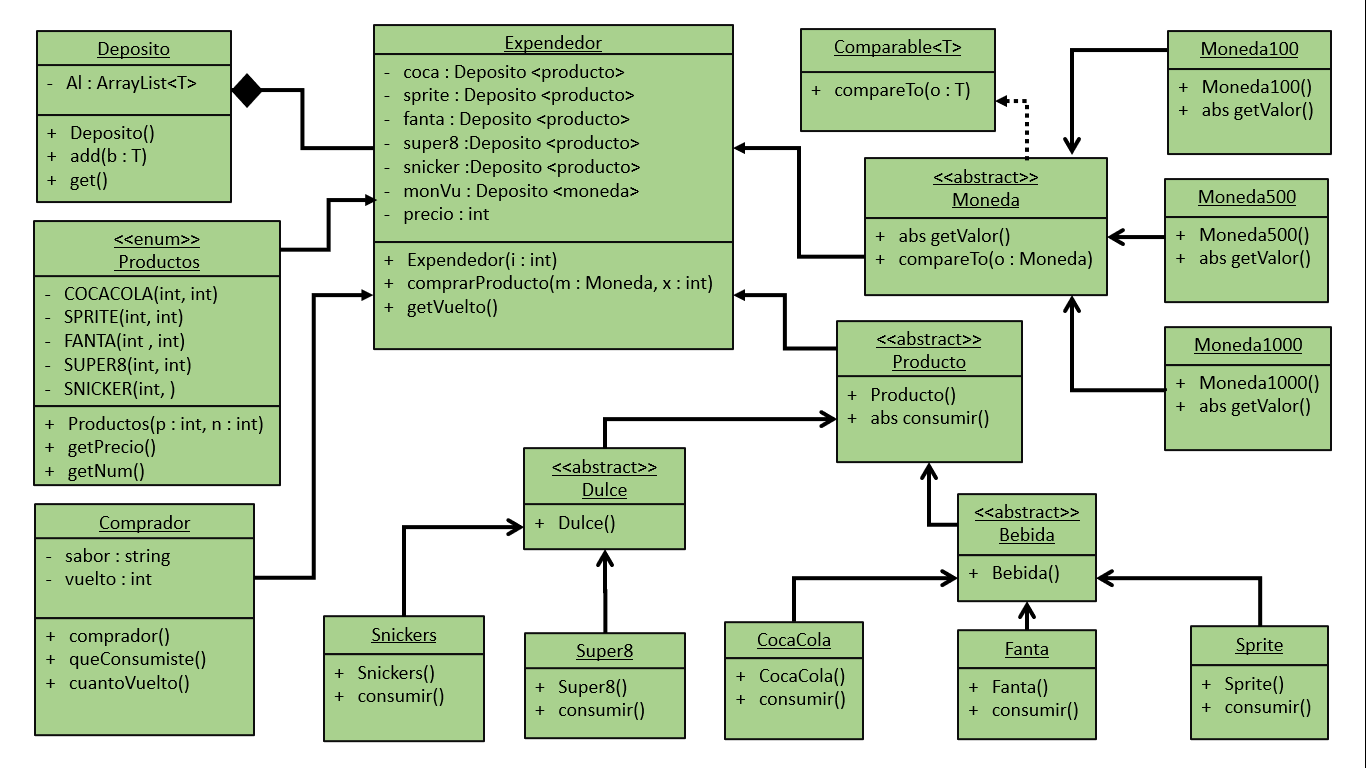 Deposito
- Al : ArrayList<T>
+ Deposito()
+ add(b : T)
+ get()
Expendedor
- coca : Deposito <producto>
- sprite : Deposito <producto>
- fanta : Deposito <producto>
- super8 :Deposito <producto>
- snicker :Deposito <producto>
- monVu : Deposito <moneda>
- precio : int
+ Expendedor(i : int)
+ comprarProducto(m : Moneda, x : int)
+ getVuelto()
Comparable<T>
+ compareTo(o : T)
Moneda100
+ Moneda100()
+ abs getValor()
<<abstract>>
Moneda
+ abs getValor()
+ compareTo(o : Moneda)
Moneda500
+ Moneda500()
+ abs getValor()
Moneda1000
+ Moneda1000()
+ abs getValor()
<<enum>>
Productos
- COCACOLA(int, int)
- SPRITE(int, int)
- FANTA(int , int)
- SUPER8(int, int)
- SNICKER(int, )
+ Productos(p : int, n : int)
+ getPrecio()
+ getNum()
<<abstract>>
Producto
+ Producto()
+ abs consumir()
<<abstract>>
Dulce
+ Dulce()
<<abstract>>
Bebida
+ Bebida()
Comprador
- sabor : string
- vuelto : int
+ comprador()
+ queConsumiste()
+ cuantoVuelto()
Snickers
+ Snickers()
+ consumir()
Super8
+ Super8()
+ consumir()
CocaCola
+ CocaCola()
+ consumir()
Fanta
+ Fanta()
+ consumir()
Sprite
+ Sprite()
+ consumir()